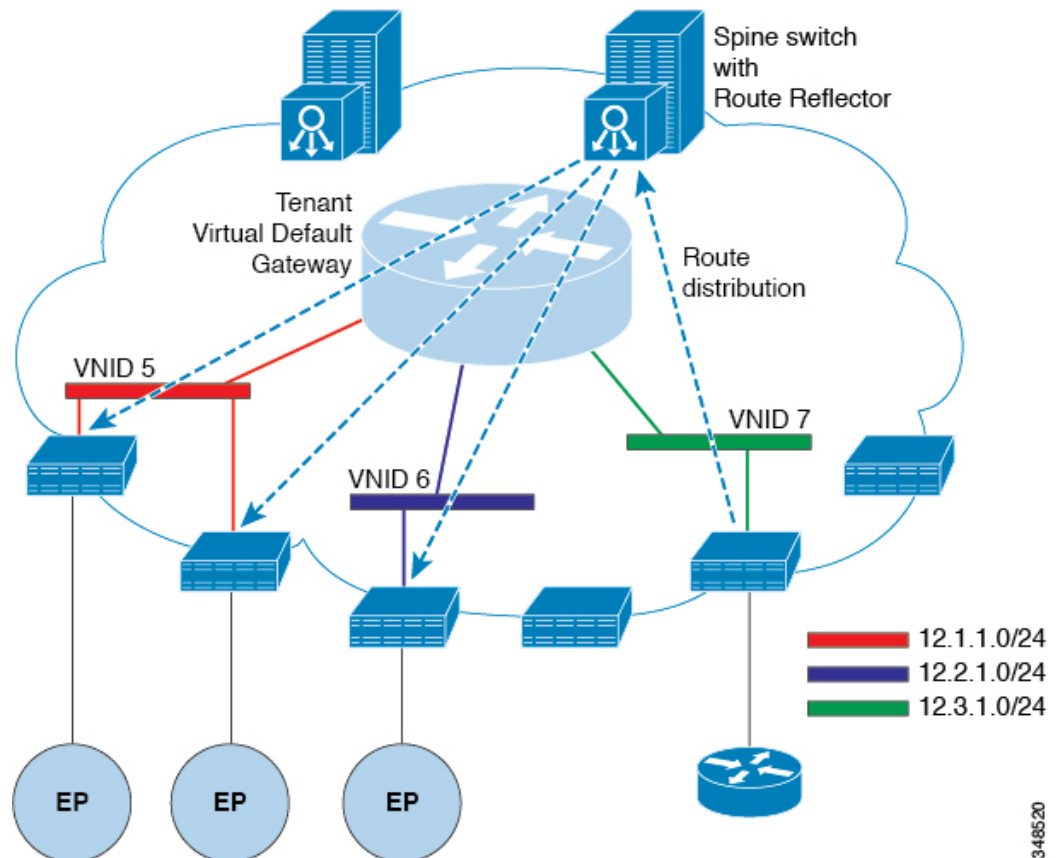 Spine switch
with
Route Reflector
Tenant
Virtual Default
Gateway
Route
distribution
VNID 5
VNID 7
VNID 6
12.1.1.0/24
12.2.1.0/24
12.3.1.0/24
EP
EP
EP
348520